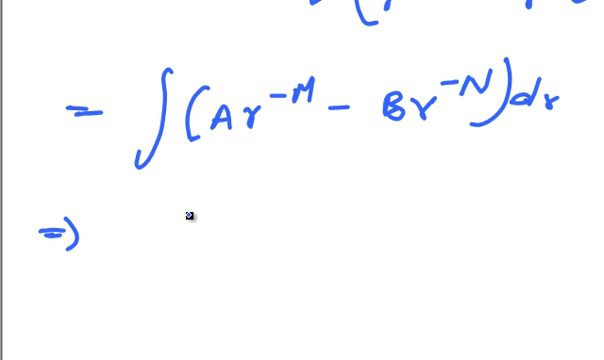 = ∫(Ar^{-M} - Br^{-N})dr
⇒